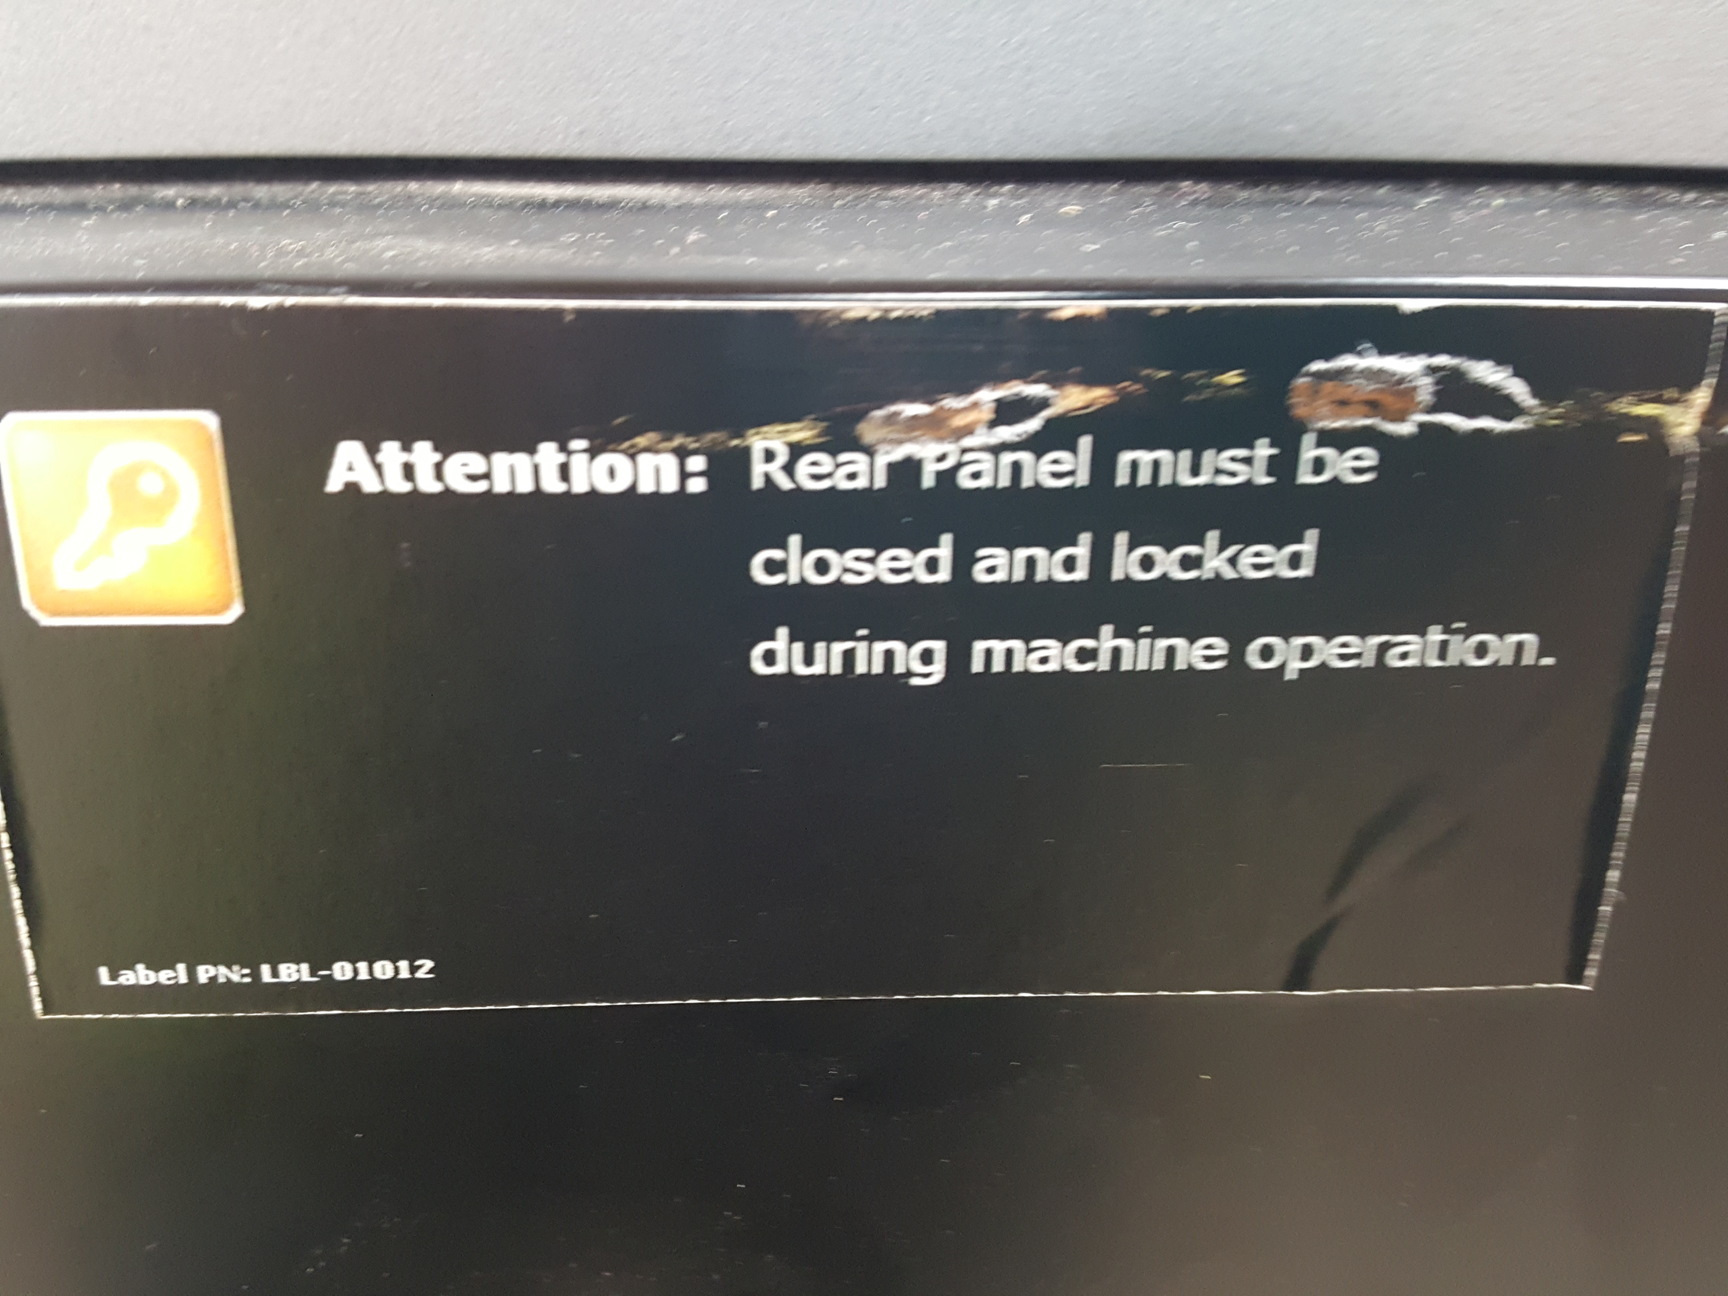 Attention: Rear Panel must be
closed and locked
during machine operation.
Label PN: LBL-01012